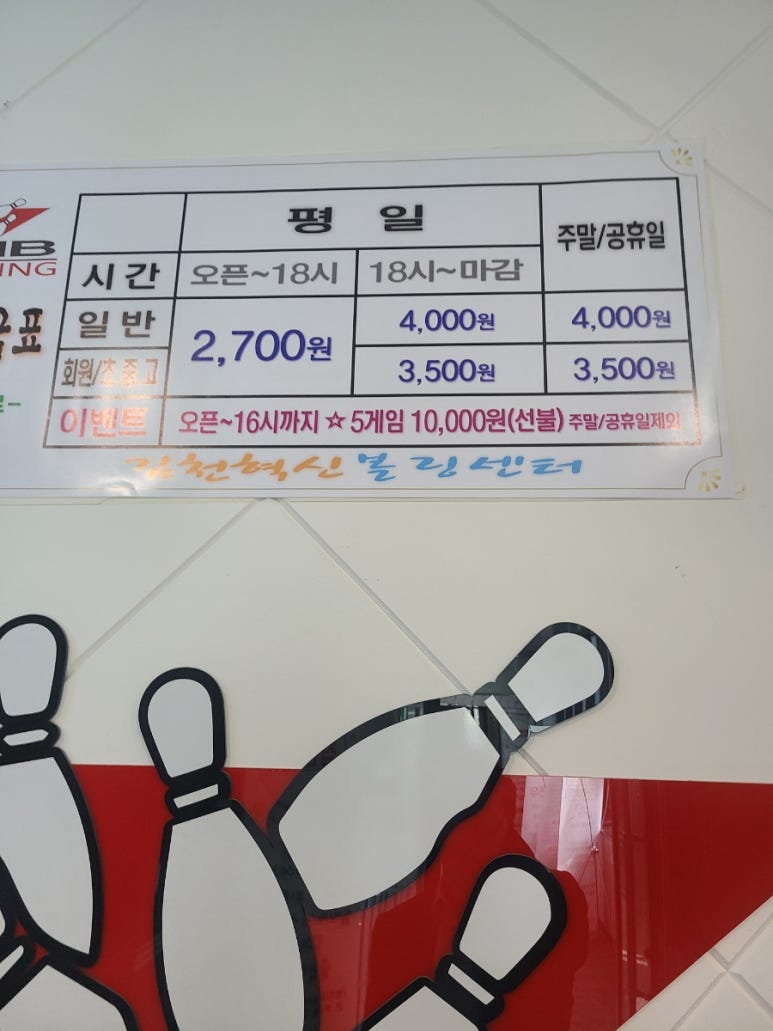 평 일
주말/공휴일
시 간 오픈~18시 18시~마감
일 반 2,700원 4,000원 4,000원
회원/초.중.고 3,500원 3,500원
이벤트 오픈~16시까지 ☆ 5게임 10,000원(선불) 주말/공휴일제외
김천혁신볼링센터